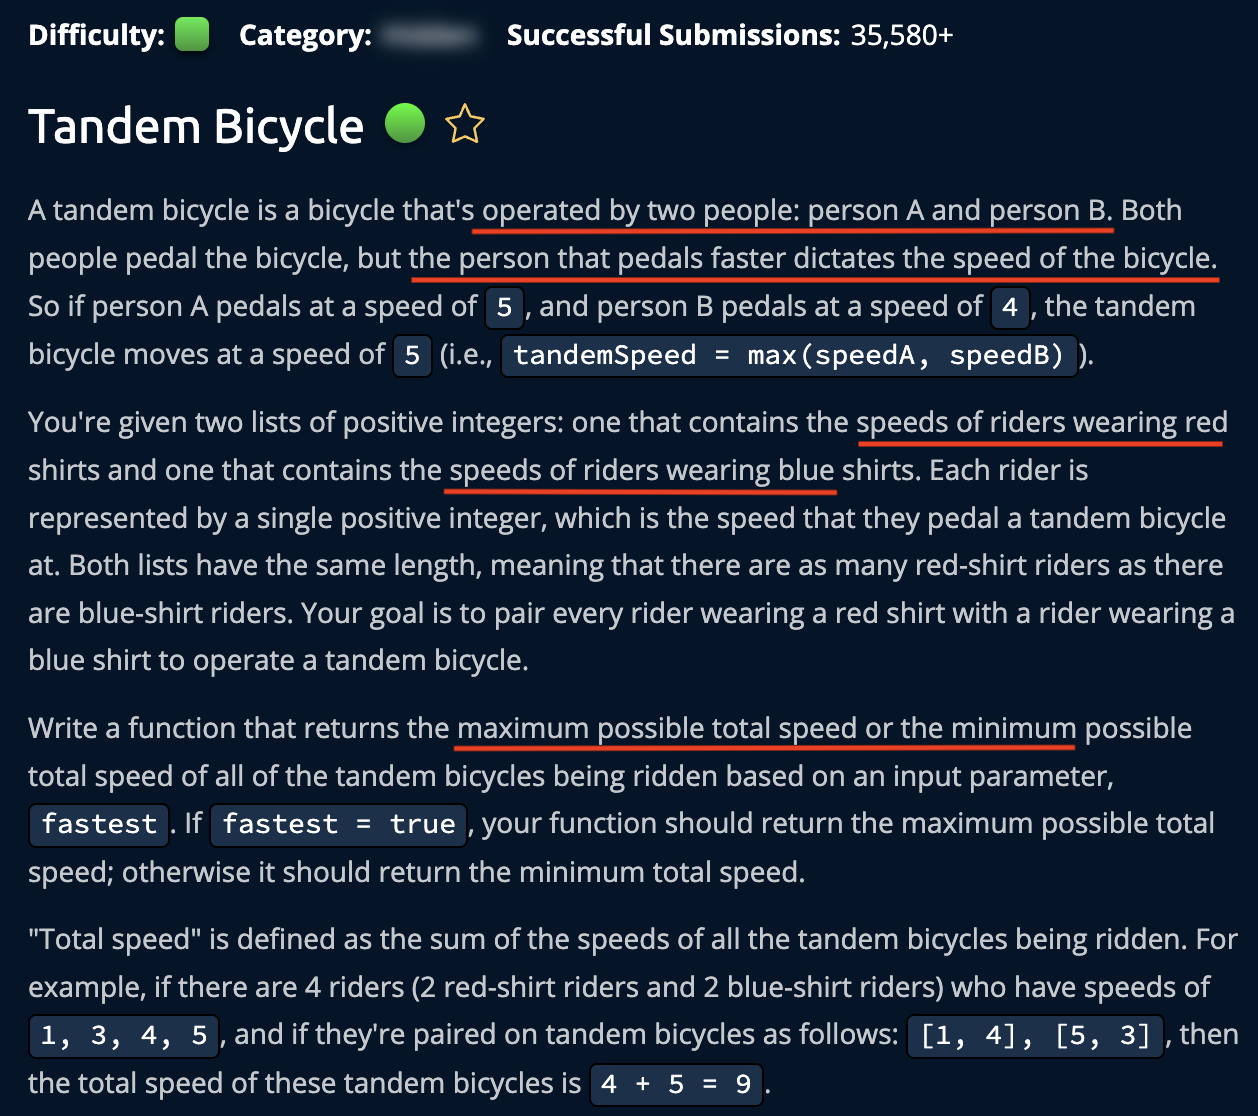 Difficulty: Category: Successful Submissions: 35,580+
Tandem Bicycle
A tandem bicycle is a bicycle that's operated by two people: person A and person B. Both
people pedal the bicycle, but the person that pedals faster dictates the speed of the bicycle.
So if person A pedals at a speed of 5, and person B pedals at a speed of 4, the tandem
bicycle moves at a speed of 5 (i.e., tandemSpeed = max(speedA, speedB)).
You're given two lists of positive integers: one that contains the speeds of riders wearing red
shirts and one that contains the speeds of riders wearing blue shirts. Each rider is
represented by a single positive integer, which is the speed that they pedal a tandem bicycle
at. Both lists have the same length, meaning that there are as many red-shirt riders as there
are blue-shirt riders. Your goal is to pair every rider wearing a red shirt with a rider wearing a
blue shirt to operate a tandem bicycle.
Write a function that returns the maximum possible total speed or the minimum possible
total speed of all of the tandem bicycles being ridden based on an input parameter,
fastest. If fastest = true, your function should return the maximum possible total
speed; otherwise it should return the minimum total speed.
"Total speed" is defined as the sum of the speeds of all the tandem bicycles being ridden. For
example, if there are 4 riders (2 red-shirt riders and 2 blue-shirt riders) who have speeds of
1, 3, 4, 5, and if they're paired on tandem bicycles as follows: [1, 4], [5, 3], then
the total speed of these tandem bicycles is 4 + 5 = 9.